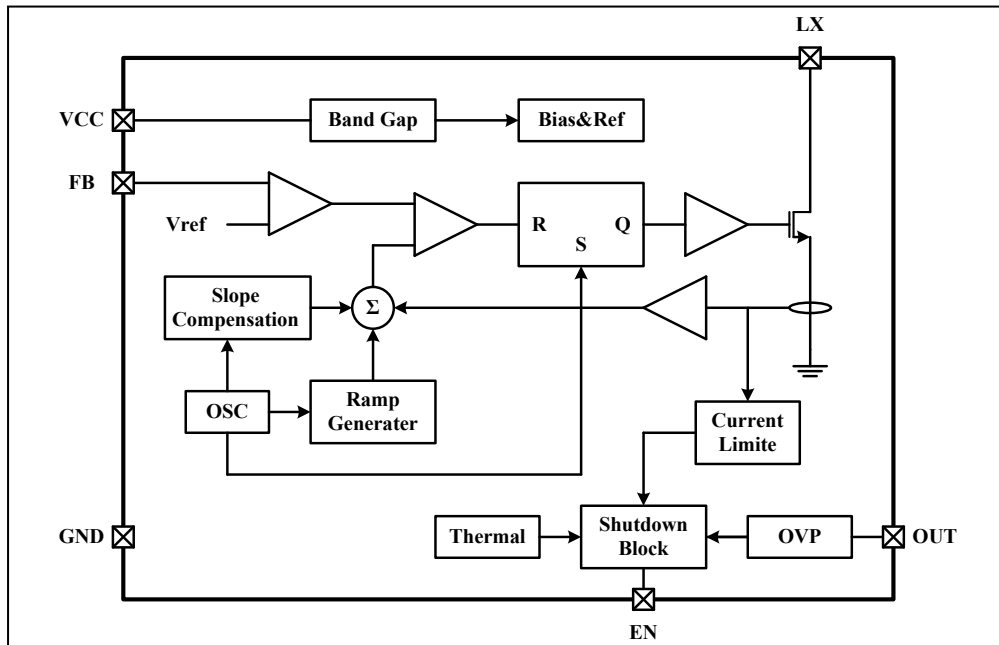 LX
VCC
Band Gap
Bias&Ref
FB
Vref
R
Q
S
Slope
Compensation
Σ
OSC
Ramp
Generater
Current
Limite
GND
Thermal
Shutdown
Block
OVP
OUT
EN